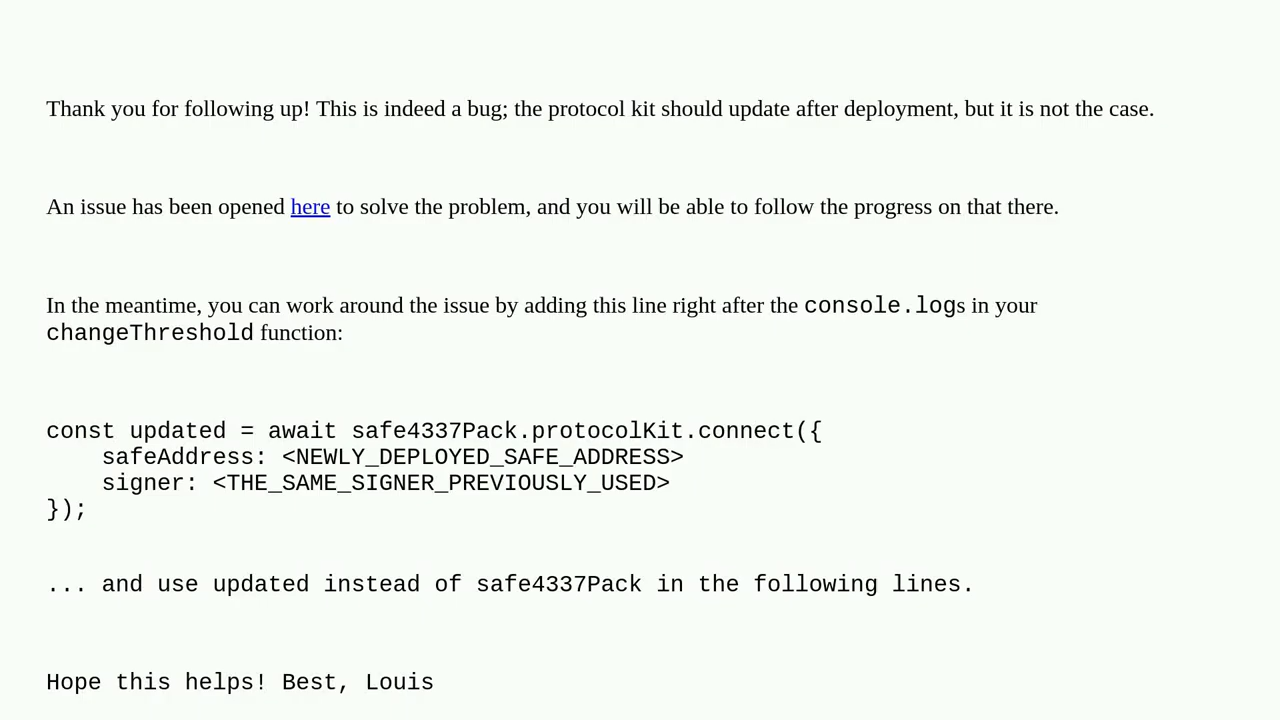 Thank you for following up! This is indeed a bug; the protocol kit should update after deployment, but it is not the case.
An issue has been opened here to solve the problem, and you will be able to follow the progress on that there.
In the meantime, you can work around the issue by adding this line right after the console.logs in your
changeThreshold function:
const updated = await safe4337Pack.protocolKit.connect({
    safeAddress: <NEWLY_DEPLOYED_SAFE_ADDRESS>
    signer: <THE_SAME_SIGNER_PREVIOUSLY_USED>
});
... and use updated instead of safe4337Pack in the following lines.
Hope this helps! Best, Louis